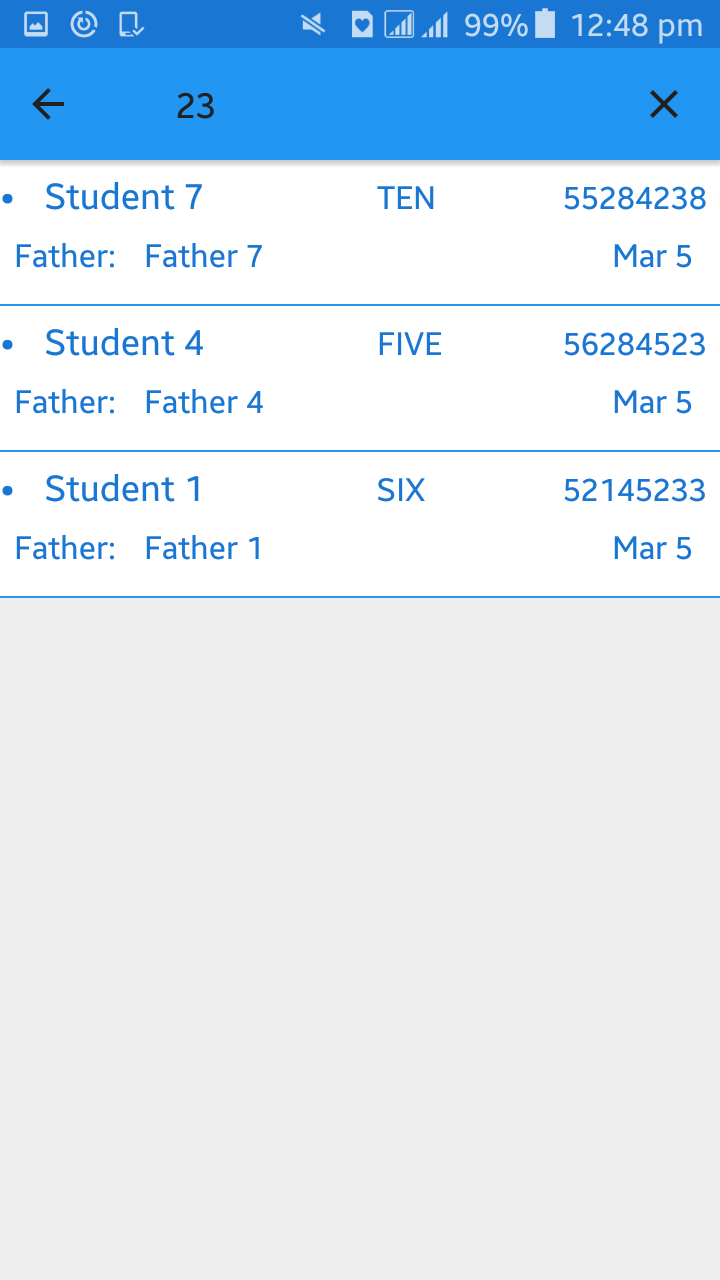 99% 12:48 pm
23
• Student 7 TEN 55284238
Father: Father 7 Mar 5
• Student 4 FIVE 56284523
Father: Father 4 Mar 5
• Student 1 SIX 52145233
Father: Father 1 Mar 5